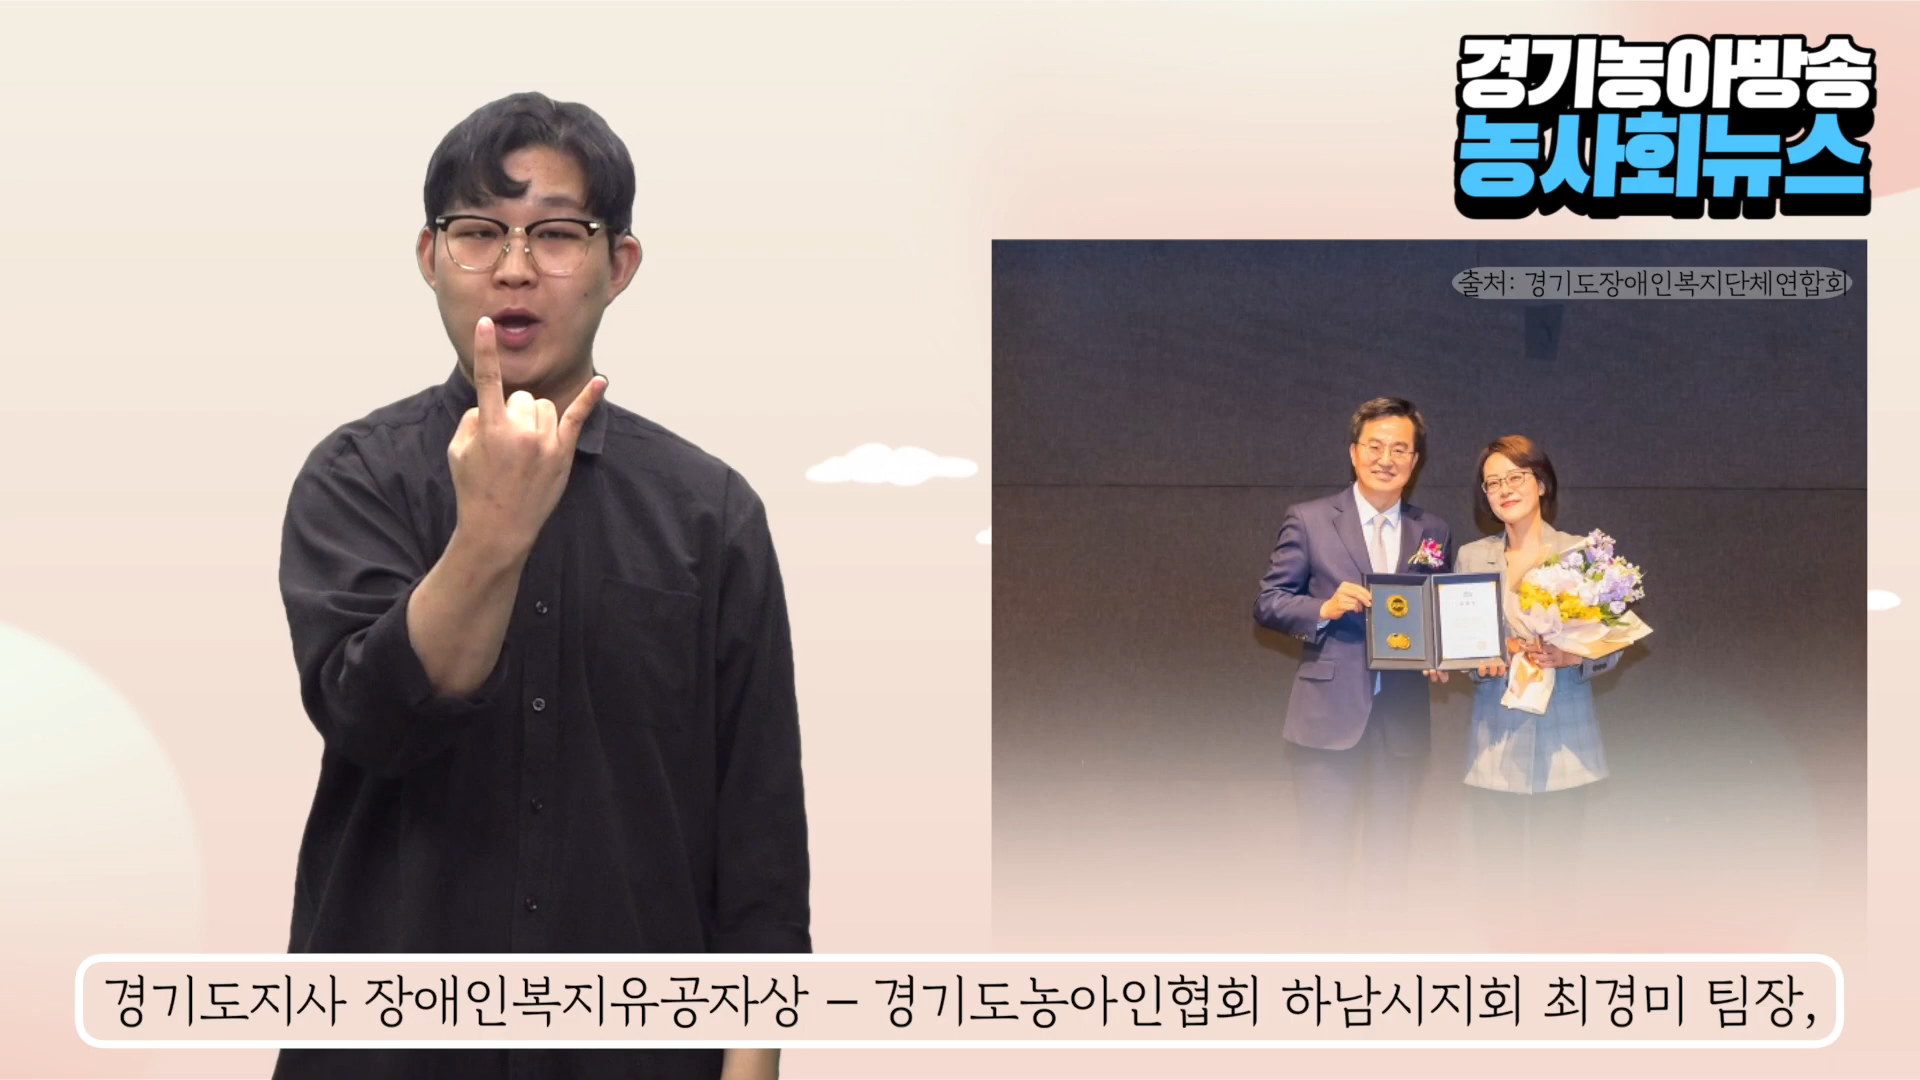 경기농아방송
농사회뉴스
출처: 경기도장애인복지단체연합회
경기도지사 장애인복지유공자상 – 경기도농아인협회 하남시지회 최경미 팀장,